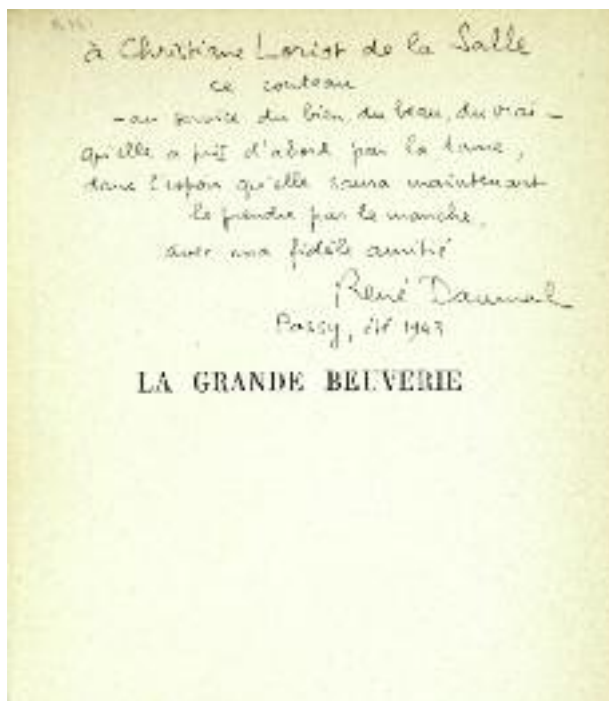 à Christiane Loriot de la Salle
ce couteau
- au service du bien, du beau, du vrai -
qu'elle a pris d'abord par la lame,
dans l'espoir qu'elle saura maintenant
le prendre par le manche,
avec ma fidèle amitié
René Daumal
Passy, été 1943
LA GRANDE BEUVERIE